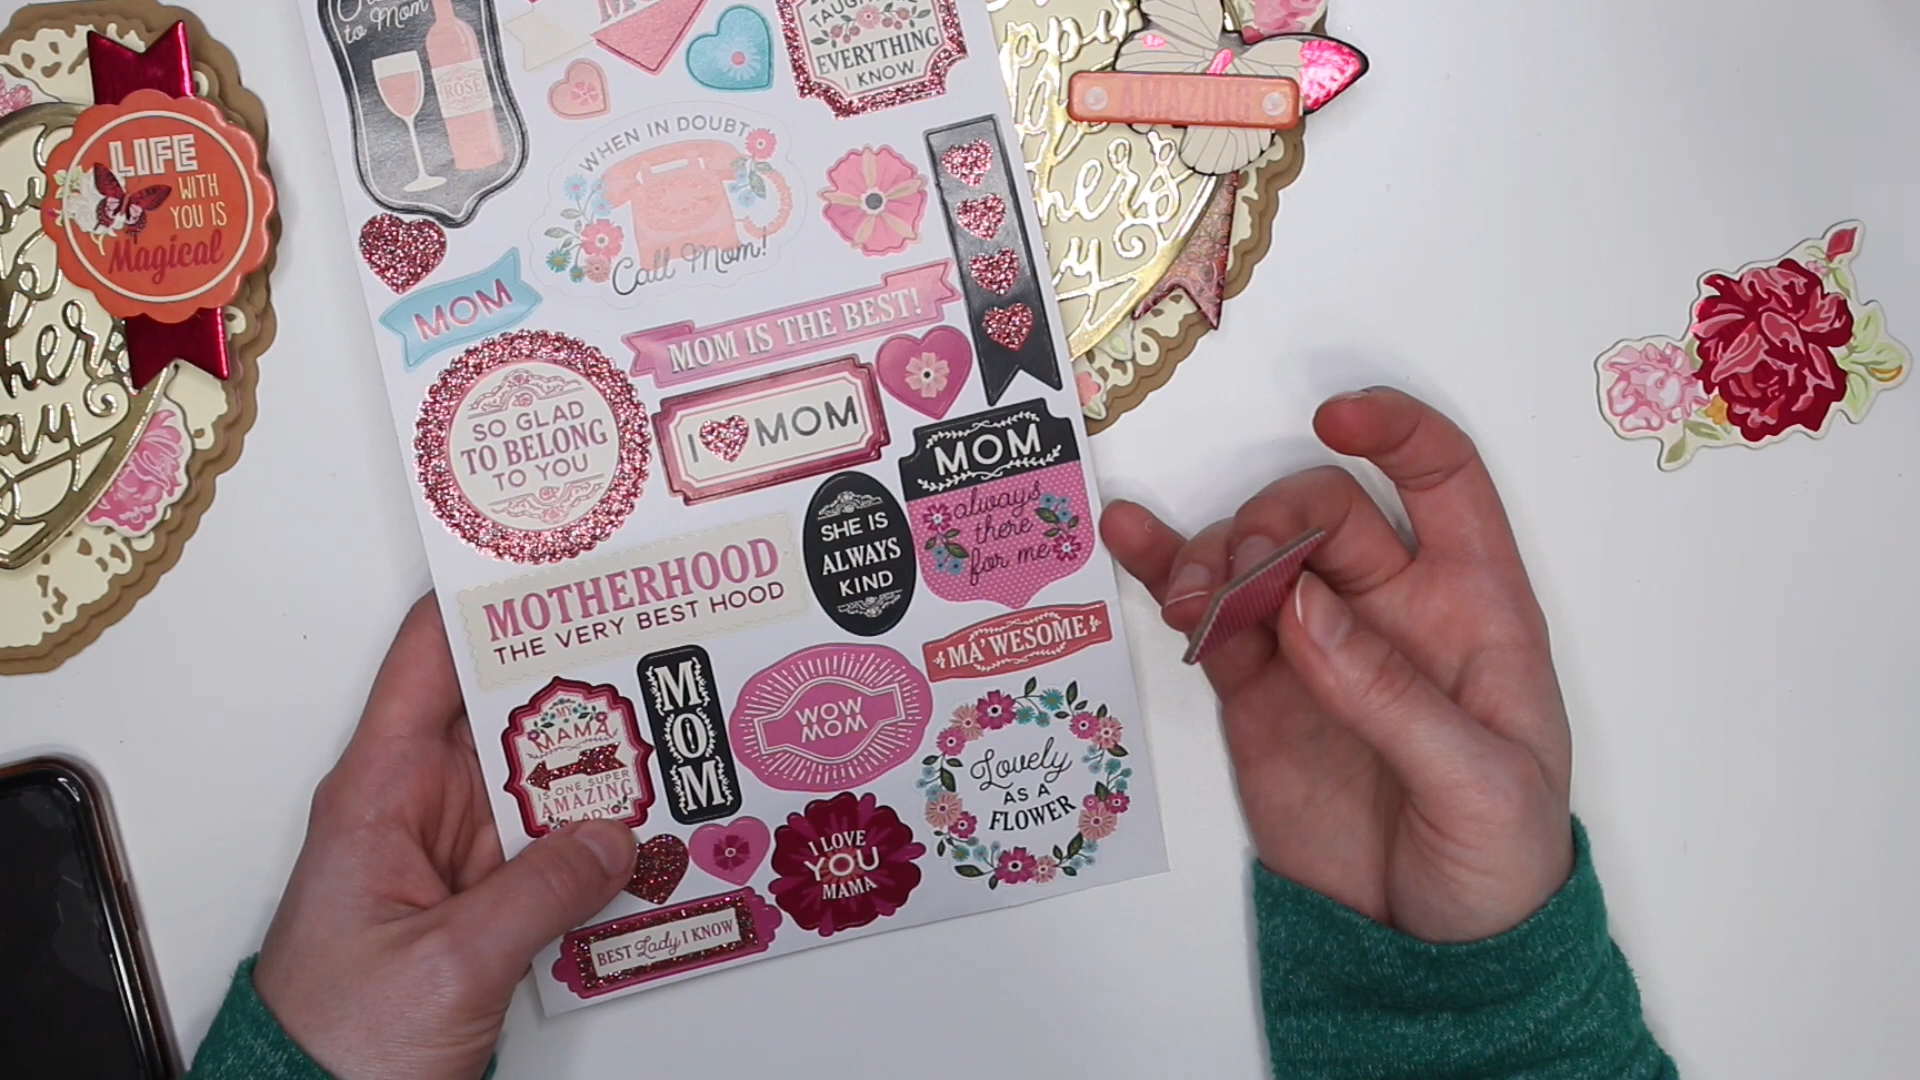 to Mom
ROSÉ
TAUGHT ME
EVERYTHING
I KNOW
LIFE
WITH
YOU IS
Magical
AMAZING
WHEN IN DOUBT
Call Mom!
MOM
MOM IS THE BEST!
SO GLAD
TO BELONG
TO YOU
I MOM
MOM
always
there
for me
SHE IS
ALWAYS
KIND
MOTHERHOOD
THE VERY BEST HOOD
MA'WESOME
MY
MAMA
IS ONE SUPER
AMAZING
LADY
MOM
WOW
MOM
Lovely
AS A
FLOWER
I LOVE
YOU
MAMA
BEST Lady I KNOW